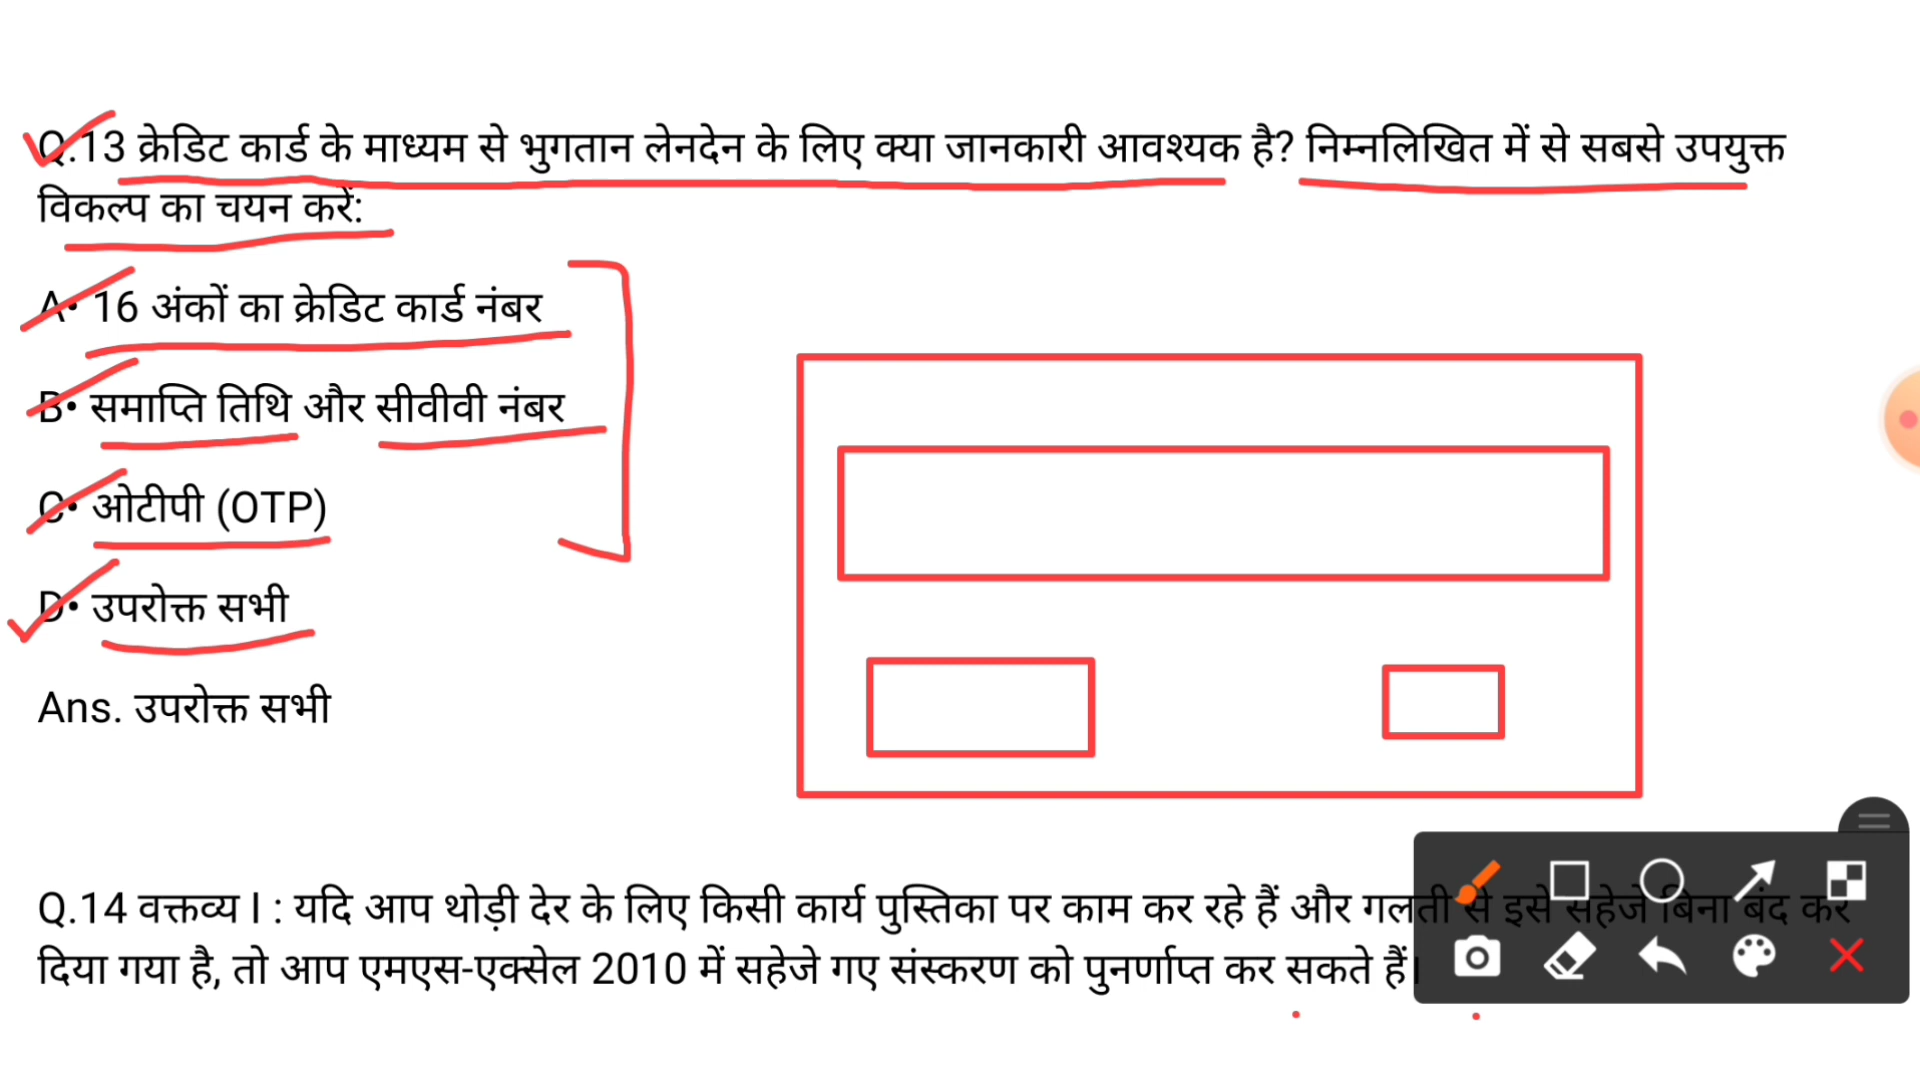 Q.13 क्रेडिट कार्ड के माध्यम से भुगतान लेनदेन के लिए क्या जानकारी आवश्यक है? निम्नलिखित में से सबसे उपयुक्त
विकल्प का चयन करें:
A• 16 अंकों का क्रेडिट कार्ड नंबर
B• समाप्ति तिथि और सीवीवी नंबर
C• ओटीपी (OTP)
D• उपरोक्त सभी
Ans. उपरोक्त सभी
Q.14 वक्तव्य I : यदि आप थोड़ी देर के लिए किसी कार्य पुस्तिका पर काम कर रहे हैं और गलती से इसे सहेजे बिना बंद कर
दिया गया है, तो आप एमएस-एक्सेल 2010 में सहेजे गए संस्करण को पुनर्णाप्त कर सकते हैं।